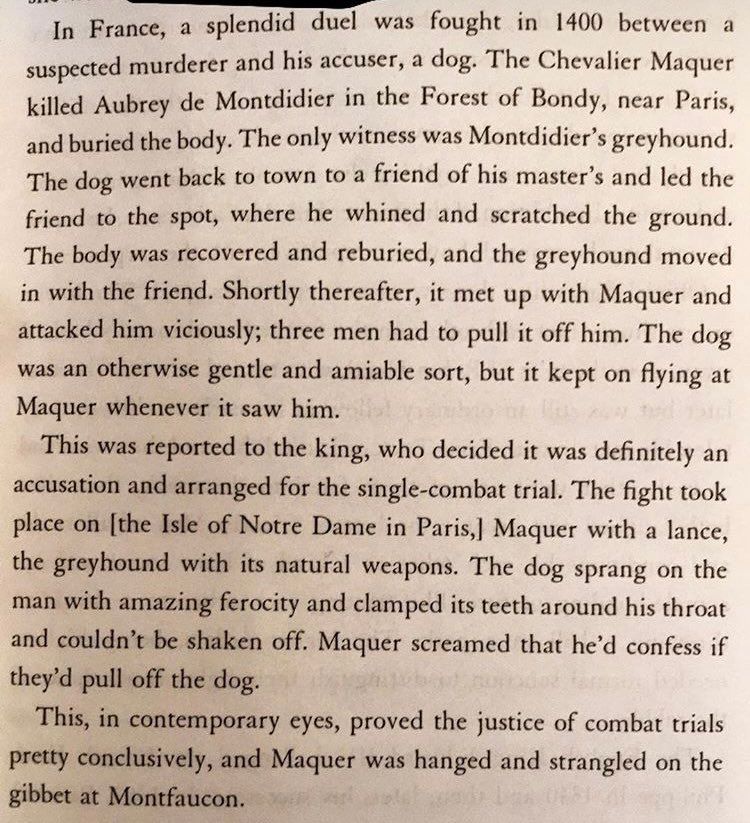 In France, a splendid duel was fought in 1400 between a
suspected murderer and his accuser, a dog. The Chevalier Maquer
killed Aubrey de Montdidier in the Forest of Bondy, near Paris,
and buried the body. The only witness was Montdidier's greyhound.
The dog went back to town to a friend of his master's and led the
friend to the spot, where he whined and scratched the ground.
The body was recovered and reburied, and the greyhound moved
in with the friend. Shortly thereafter, it met up with Maquer and
attacked him viciously; three men had to pull it off him. The dog
was an otherwise gentle and amiable sort, but it kept on flying at
Maquer whenever it saw him.
This was reported to the king, who decided it was definitely an
accusation and arranged for the single-combat trial. The fight took
place on [the Isle of Notre Dame in Paris,] Maquer with a lance,
the greyhound with its natural weapons. The dog sprang on the
man with amazing ferocity and clamped its teeth around his throat
and couldn't be shaken off. Maquer screamed that he'd confess if
they'd pull off the dog.
This, in contemporary eyes, proved the justice of combat trials
pretty conclusively, and Maquer was hanged and strangled on the
gibbet at Montfaucon.